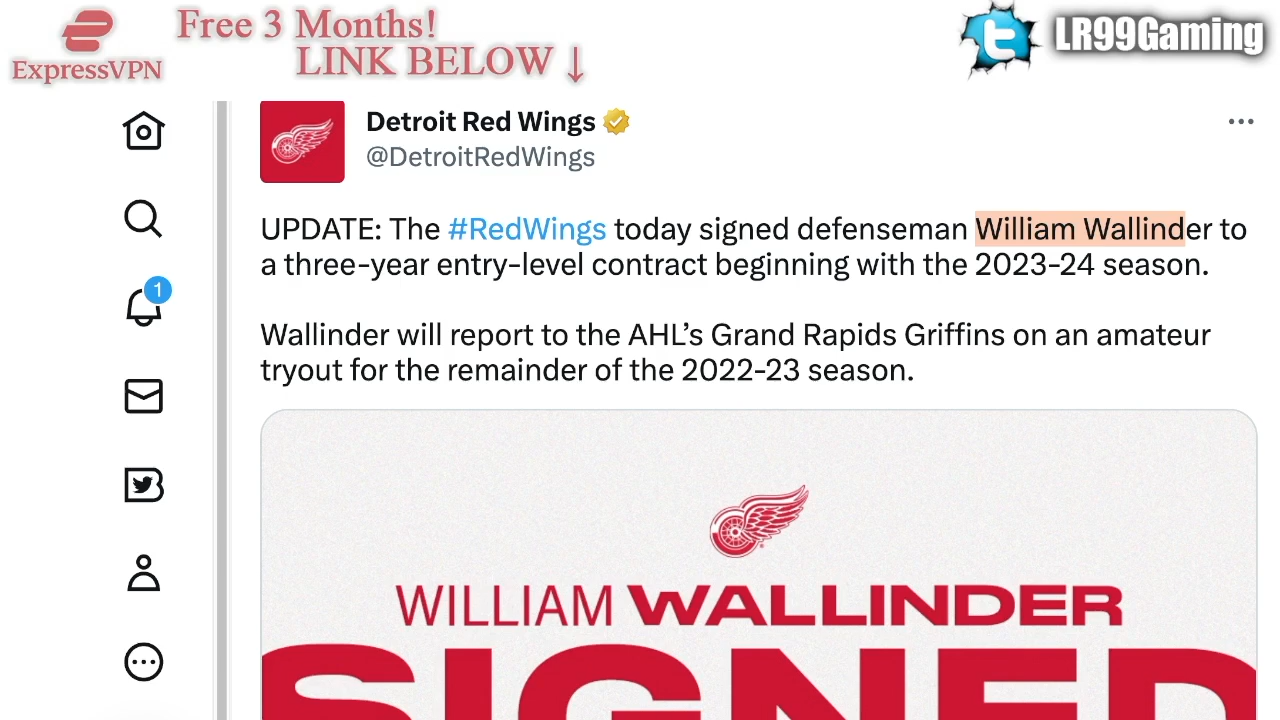 Free 3 Months!
LINK BELOW ↓
ExpressVPN
LR99Gaming
Detroit Red Wings
@DetroitRedWings
UPDATE: The #RedWings today signed defenseman William Wallinder to
a three-year entry-level contract beginning with the 2023-24 season.
Wallinder will report to the AHL’s Grand Rapids Griffins on an amateur
tryout for the remainder of the 2022-23 season.
1
WILLIAM WALLINDER
SIGNED